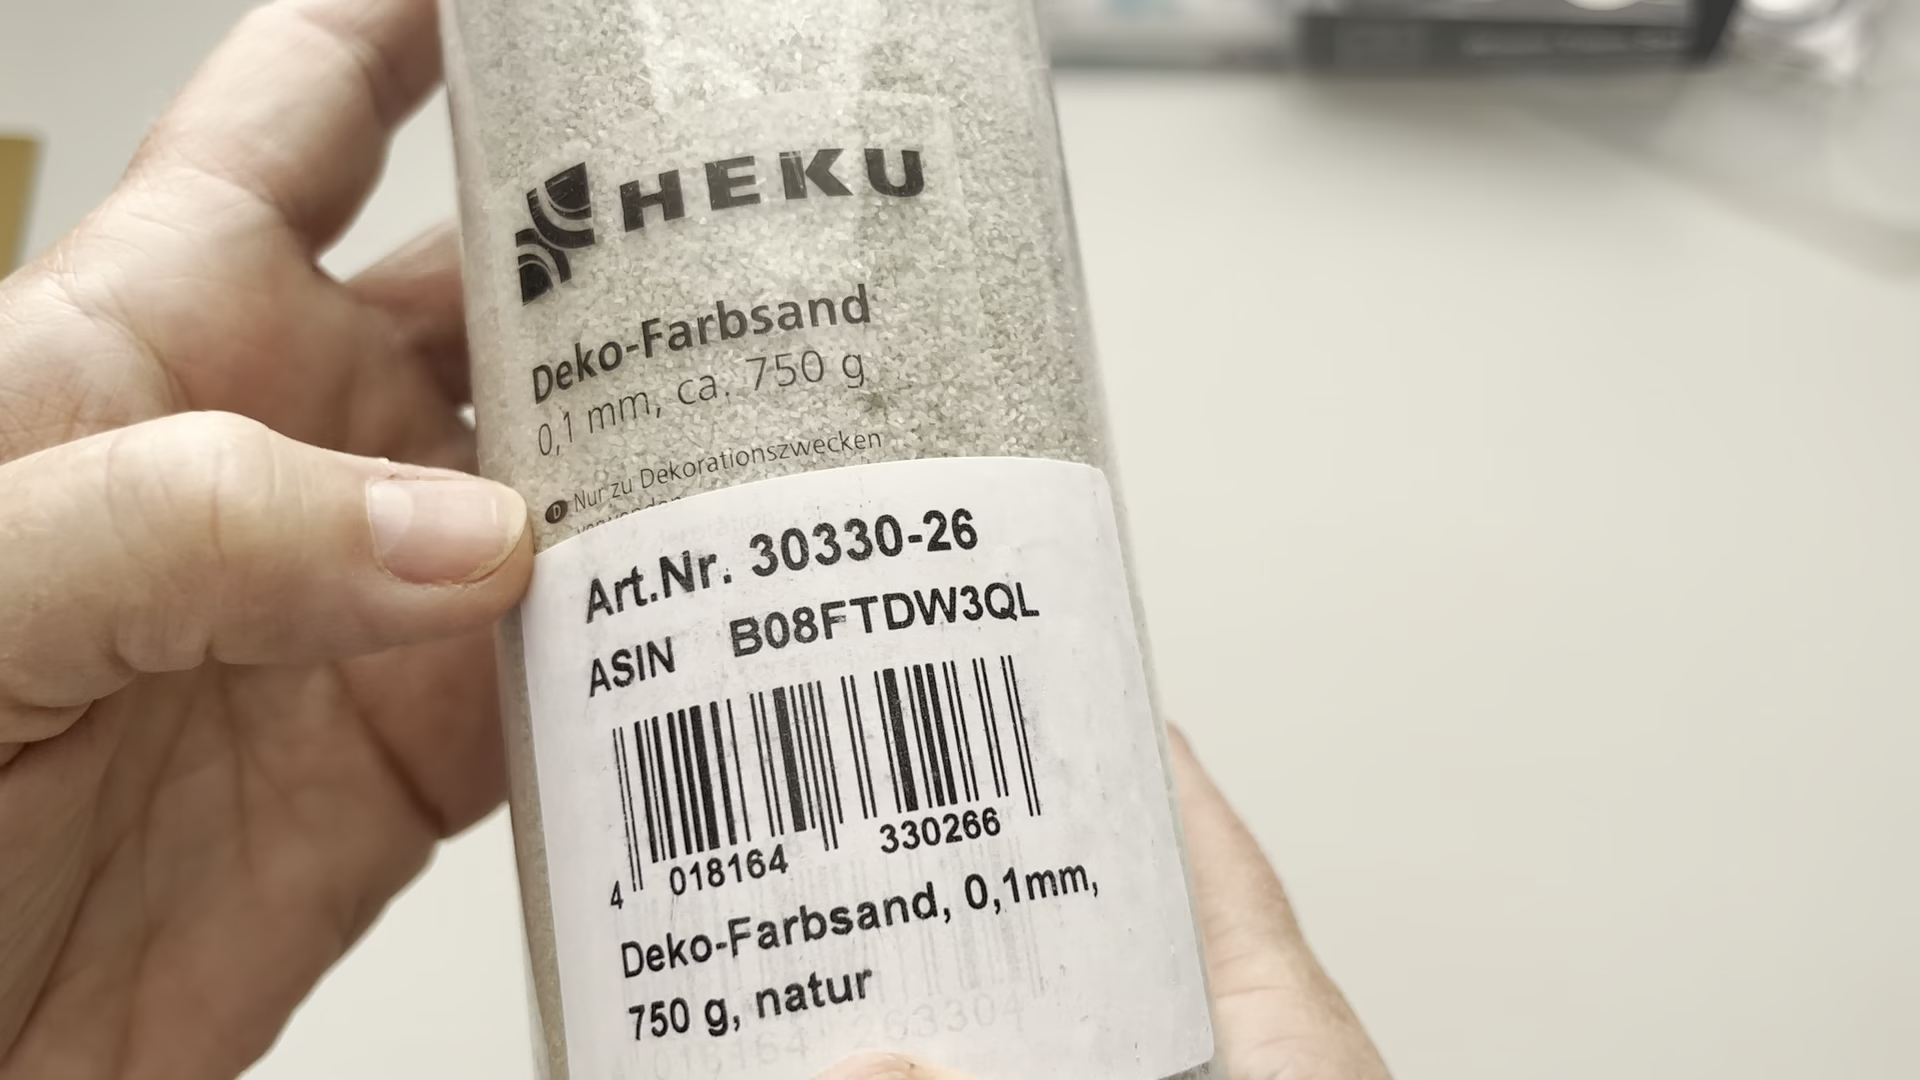 HEKU
Deko-Farbsand
0,1 mm, ca. 750 g
D Nur zu Dekorationszwecken
Art.Nr. 30330-26
ASIN B08FTDW3QL
4 018164 330266
Deko-Farbsand, 0,1mm,
750 g, natur